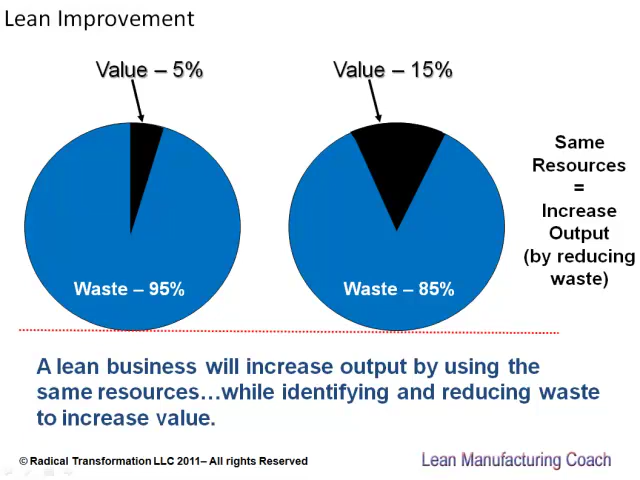 Lean Improvement
Value – 5%
Value – 15%
Waste – 95%
Waste – 85%
Same
Resources
=
Increase
Output
(by reducing
waste)
A lean business will increase output by using the
same resources…while identifying and reducing waste
to increase value.
© Radical Transformation LLC 2011– All rights Reserved
Lean Manufacturing Coach